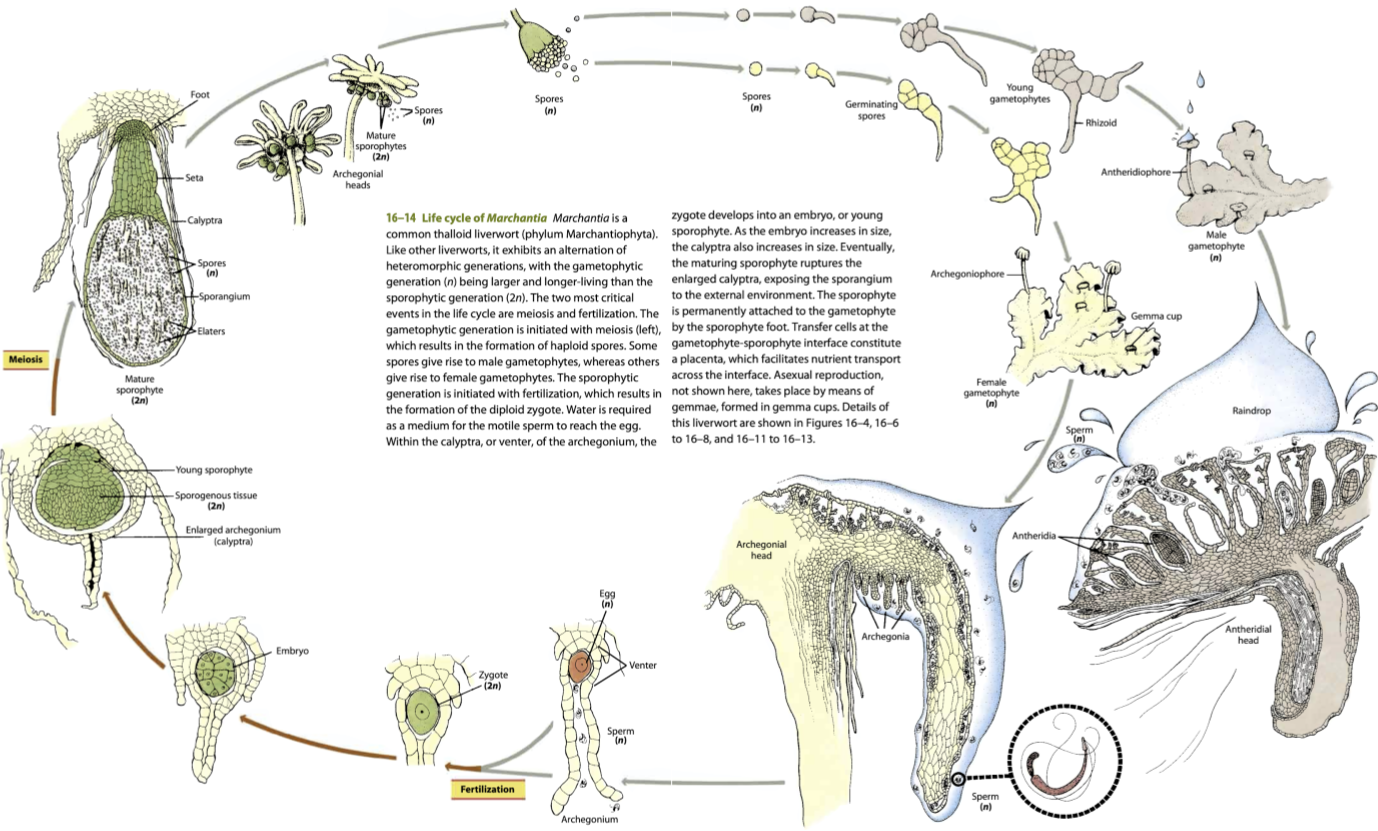 Spores
(n)
Spores
(n)
Germinating
spores
Young
gametophytes
Rhizoid
Foot
Seta
Calyptra
Spores
(n)
Sporangium
Elaters
Mature
sporophyte
(2n)
Meiosis
Spores
(n)
Mature
sporophytes
(2n)
Archegonial
heads
Antheridiophore
Male
gametophyte
(n)
Archegoniophore
Gemma cup
Female
gametophyte
(n)
16–14 Life cycle of Marchantia Marchantia is a
common thalloid liverwort (phylum Marchantiophyta).
Like other liverworts, it exhibits an alternation of
heteromorphic generations, with the gametophytic
generation (n) being larger and longer-living than the
sporophytic generation (2n). The two most critical
events in the life cycle are meiosis and fertilization. The
gametophytic generation is initiated with meiosis (left),
which results in the formation of haploid spores. Some
spores give rise to male gametophytes, whereas others
give rise to female gametophytes. The sporophytic
generation is initiated with fertilization, which results in
the formation of the diploid zygote. Water is required
as a medium for the motile sperm to reach the egg.
Within the calyptra, or venter, of the archegonium, the
zygote develops into an embryo, or young
sporophyte. As the embryo increases in size,
the calyptra also increases in size. Eventually,
the maturing sporophyte ruptures the
enlarged calyptra, exposing the sporangium
to the external environment. The sporophyte
is permanently attached to the gametophyte
by the sporophyte foot. Transfer cells at the
gametophyte-sporophyte interface constitute
a placenta, which facilitates nutrient transport
across the interface. Asexual reproduction,
not shown here, takes place by means of
gemmae, formed in gemma cups. Details of
this liverwort are shown in Figures 16–4, 16–6
to 16–8, and 16–11 to 16–13.
Raindrop
Sperm
(n)
Antheridia
Antheridial
head
Archegonial
head
Archegonia
Sperm
(n)
Young sporophyte
Sporogenous tissue
(2n)
Enlarged archegonium
(calyptra)
Embryo
Zygote
(2n)
Egg
(n)
Venter
Sperm
(n)
Fertilization
Archegonium